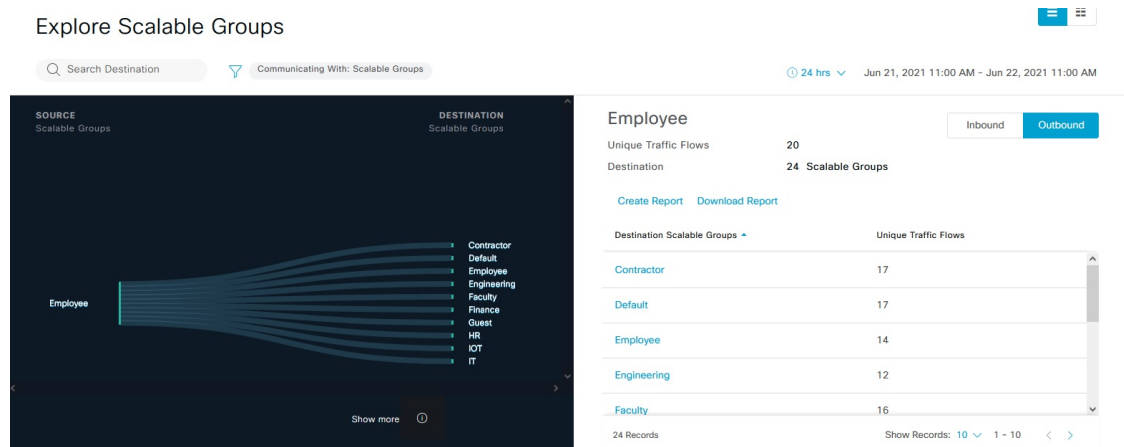 Explore Scalable Groups
Search Destination
Communicating With: Scalable Groups
24 hrs
Jun 21, 2021 11:00 AM - Jun 22, 2021 11:00 AM
SOURCE
Scalable Groups
DESTINATION
Scalable Groups
Employee
Contractor
Default
Employee
Engineering
Faculty
Finance
Guest
HR
IOT
IT
Show more
Employee
Inbound
Outbound
Unique Traffic Flows 20
Destination 24 Scalable Groups
Create Report Download Report
Destination Scalable Groups Unique Traffic Flows
Contractor 17
Default 17
Employee 14
Engineering 12
Faculty 16
24 Records
Show Records: 10 1 - 10